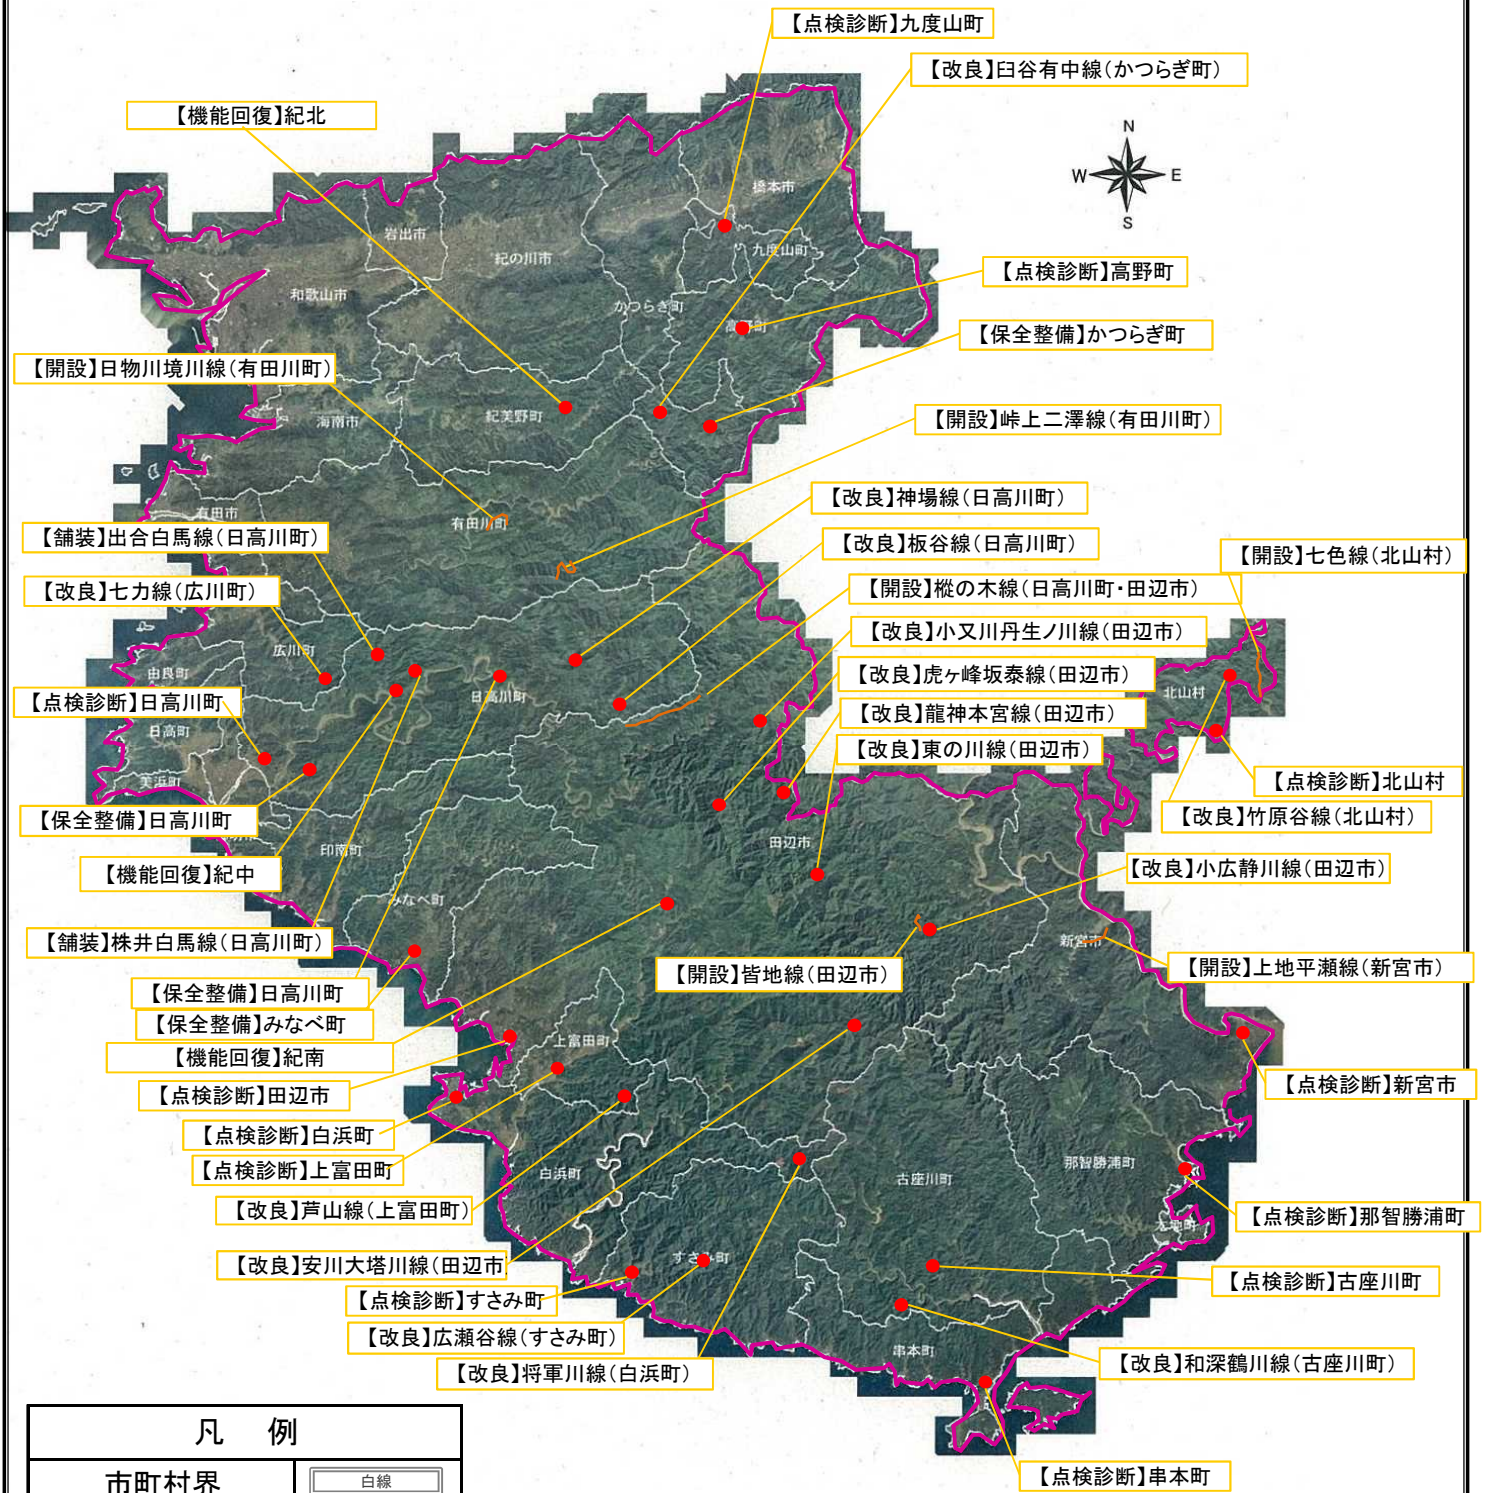 【点検診断】九度山町
【改良】臼谷有中線(かつらぎ町)
【機能回復】紀北
N
W
E
S
橋本市
岩出市
九度山町
紀の川市
【点検診断】高野町
和歌山市
かつらぎ町
高野町
【保全整備】かつらぎ町
【開設】日物川境川線(有田川町)
海南市
紀美野町
【開設】峠上二澤線(有田川町)
【改良】神場線(日高川町)
有田市
有田川町
【舗装】出合白馬線(日高川町)
【改良】板谷線(日高川町)
【開設】七色線(北山村)
【改良】七力線(広川町)
【開設】樅の木線(日高川町・田辺市)
【改良】小又川丹生ノ川線(田辺市)
広川町
由良町
【改良】虎ヶ峰坂泰線(田辺市)
日高川町
北山村
【点検診断】日高川町
【改良】龍神本宮線(田辺市)
日高町
【改良】東の川線(田辺市)
美浜町
【点検診断】北山村
【保全整備】日高川町
【改良】竹原谷線(北山村)
印南町
田辺市
【機能回復】紀中
【改良】小広静川線(田辺市)
みなべ町
【舗装】株井白馬線(日高川町)
新宮市
【開設】皆地線(田辺市)
【開設】上地平瀬線(新宮市)
【保全整備】日高川町
【保全整備】みなべ町
【機能回復】紀南
上富田町
【点検診断】田辺市
【点検診断】新宮市
【点検診断】白浜町
【点検診断】上富田町
白浜町
那智勝浦町
古座川町
【改良】芦山線(上富田町)
【点検診断】那智勝浦町
太地町
【改良】安川大塔川線(田辺市
すさみ町
【点検診断】古座川町
【点検診断】すさみ町
【改良】広瀬谷線(すさみ町)
串本町
【改良】和深鶴川線(古座川町)
【改良】将軍川線(白浜町)
凡 例
市町村界
白線
【点検診断】串本町